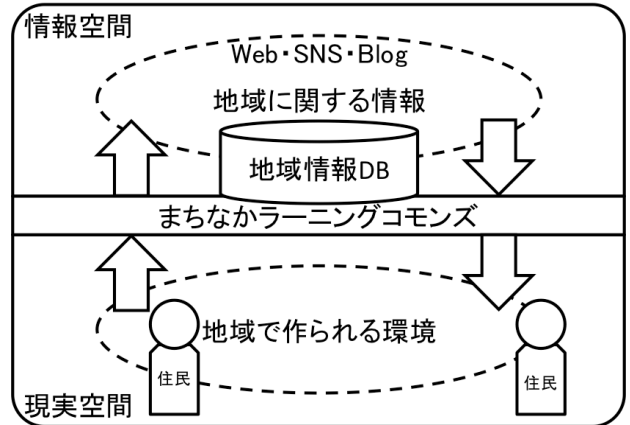 情報空間
Web・SNS・Blog
地域に関する情報
地域情報DB
まちなかラーニングコモンズ
地域で作られる環境
住民
住民
現実空間